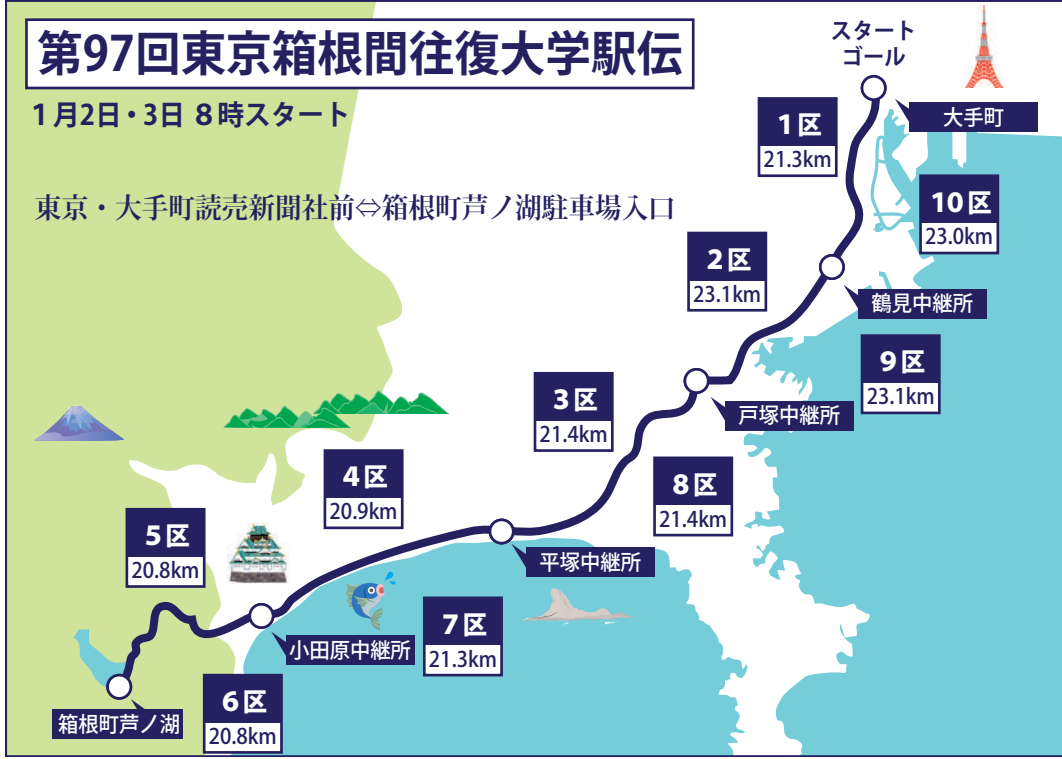 第97回東京箱根間往復大学駅伝
1月2日・3日 8時スタート
東京・大手町読売新聞社前⇔箱根町芦ノ湖駐車場入口
スタート
ゴール
大手町
1区
21.3km
10区
23.0km
2区
23.1km
鶴見中継所
9区
23.1km
3区
21.4km
戸塚中継所
8区
21.4km
4区
20.9km
平塚中継所
5区
20.8km
7区
21.3km
小田原中継所
6区
20.8km
箱根町芦ノ湖